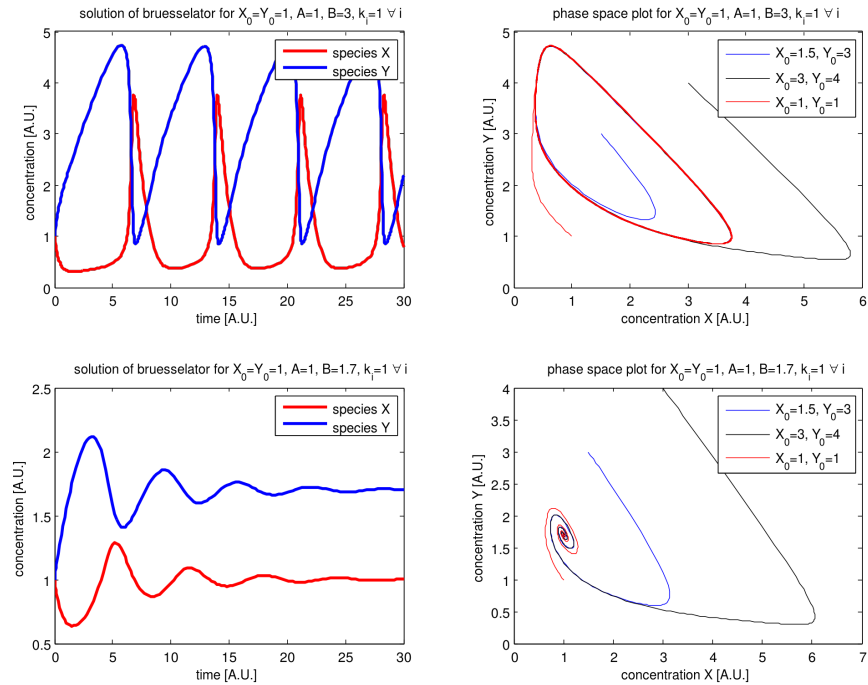 solution of bruesselator for X₀=Y₀=1, A=1, B=3, kᵢ=1 ∀ i
5
4
3
2
1
0
concentration [A.U.]
species X
species Y
0 5 10 15 20 25 30
time [A.U.]
phase space plot for X₀=Y₀=1, A=1, B=3, kᵢ=1 ∀ i
5
4
3
2
1
0
concentration Y [A.U.]
X₀=1.5, Y₀=3
X₀=3, Y₀=4
X₀=1, Y₀=1
0 1 2 3 4 5 6
concentration X [A.U.]
solution of bruesselator for X₀=Y₀=1, A=1, B=1.7, kᵢ=1 ∀ i
2.5
2
1.5
1
0.5
concentration [A.U.]
species X
species Y
0 5 10 15 20 25 30
time [A.U.]
phase space plot for X₀=Y₀=1, A=1, B=1.7, kᵢ=1 ∀ i
4
3.5
3
2.5
2
1.5
1
0.5
0
concentration Y [A.U.]
X₀=1.5, Y₀=3
X₀=3, Y₀=4
X₀=1, Y₀=1
0 1 2 3 4 5 6 7
concentration X [A.U.]